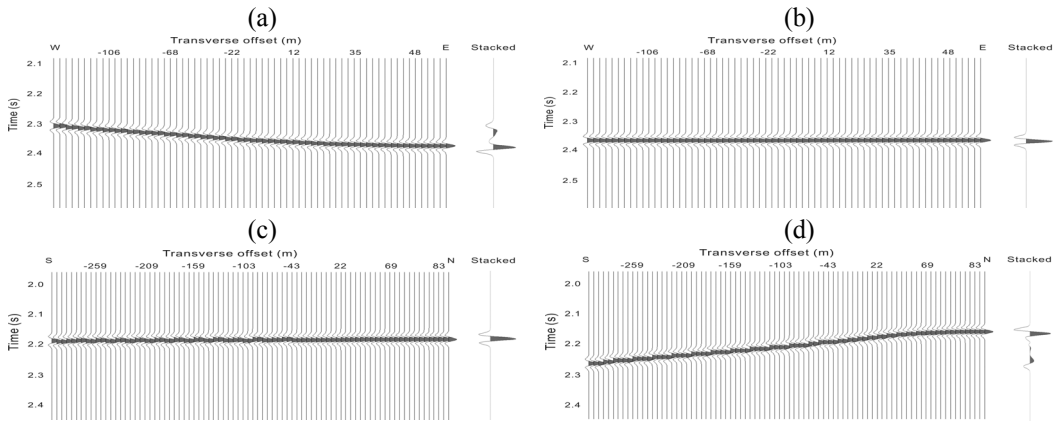 (a)
Transverse offset (m)
W -106 -68 -22 12 35 48 E Stacked
2.1
2.2
2.3
2.4
2.5
Time (s)
(b)
Transverse offset (m)
W -106 -68 -22 12 35 48 E Stacked
2.1
2.2
2.3
2.4
2.5
Time (s)
(c)
Transverse offset (m)
S -259 -209 -159 -103 -43 22 69 83 N Stacked
2.0
2.1
2.2
2.3
2.4
Time (s)
(d)
Transverse offset (m)
S -259 -209 -159 -103 -43 22 69 83 N Stacked
2.0
2.1
2.2
2.3
2.4
Time (s)